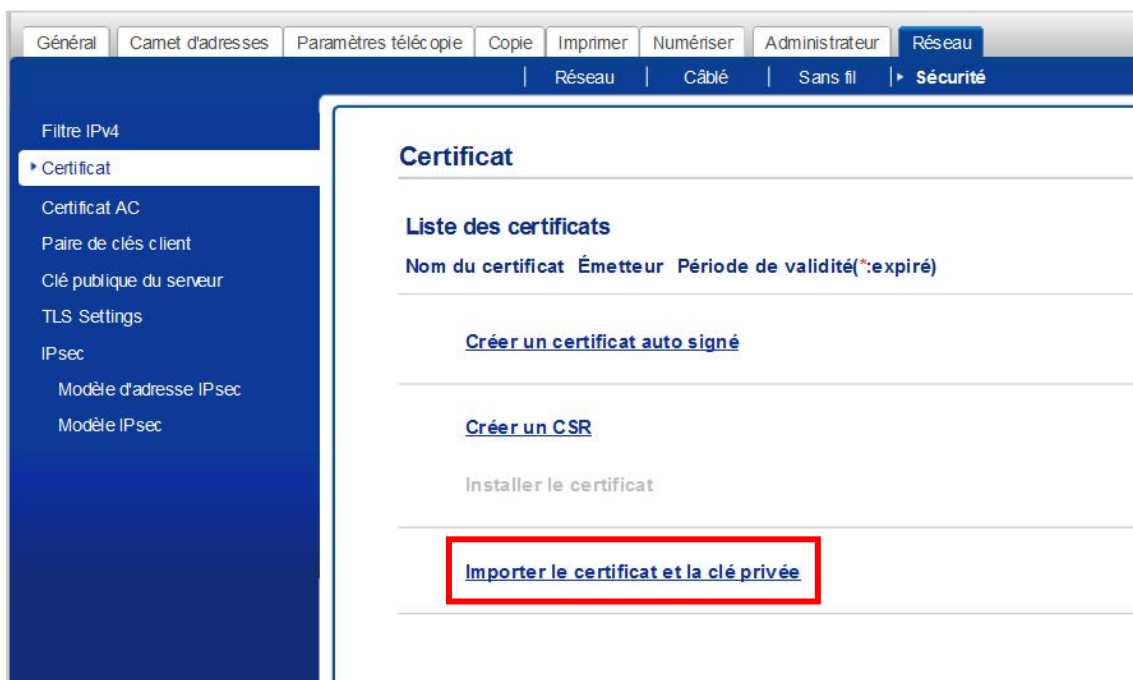 Général Carnet d'adresses Paramètres télécopie Copie Imprimer Numériser Administrateur Réseau
Réseau Câblé Sans fil Sécurité
Filtre IPv4
Certificat
Certificat AC
Paire de clés client
Clé publique du serveur
TLS Settings
IPsec
Modèle d'adresse IPsec
Modèle IPsec
Certificat
Liste des certificats
Nom du certificat Émetteur Période de validité(*:expiré)
Créer un certificat auto signé
Créer un CSR
Installer le certificat
Importer le certificat et la clé privée